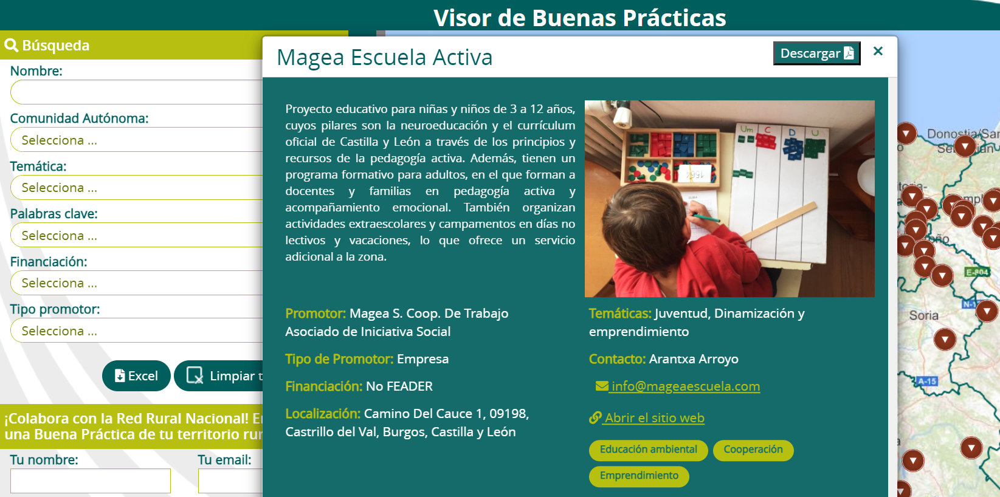 Visor de Buenas Prácticas
Búsqueda
Nombre:
Comunidad Autónoma:
Selecciona ...
Temática:
Selecciona ...
Palabras clave:
Selecciona ...
Financiación:
Selecciona ...
Tipo promotor:
Selecciona ...
Excel
Limpiar t
¡Colabora con la Red Rural Nacional! E
una Buena Práctica de tu territorio rur
Tu nombre:
Tu email:
Magea Escuela Activa
Descargar
Proyecto educativo para niñas y niños de 3 a 12 años,
cuyos pilares son la neuroeducación y el currículum
oficial de Castilla y León a través de los principios y
recursos de la pedagogía activa. Además, tienen un
programa formativo para adultos, en el que forman a
docentes y familias en pedagogía activa y
acompañamiento emocional. También organizan
actividades extraescolares y campamentos en días no
lectivos y vacaciones, lo que ofrece un servicio
adicional a la zona.
Um C D U
1564
Promotor: Magea S. Coop. De Trabajo
Asociado de Iniciativa Social
Tipo de Promotor: Empresa
Financiación: No FEADER
Localización: Camino Del Cauce 1, 09198,
Castrillo del Val, Burgos, Castilla y León
Temáticas: Juventud, Dinamización y
emprendimiento
Contacto: Arantxa Arroyo
info@mageaescuela.com
Abrir el sitio web
Educación ambiental
Cooperación
Emprendimiento
Donostia/San
E-804
N-1
Soria
A-15